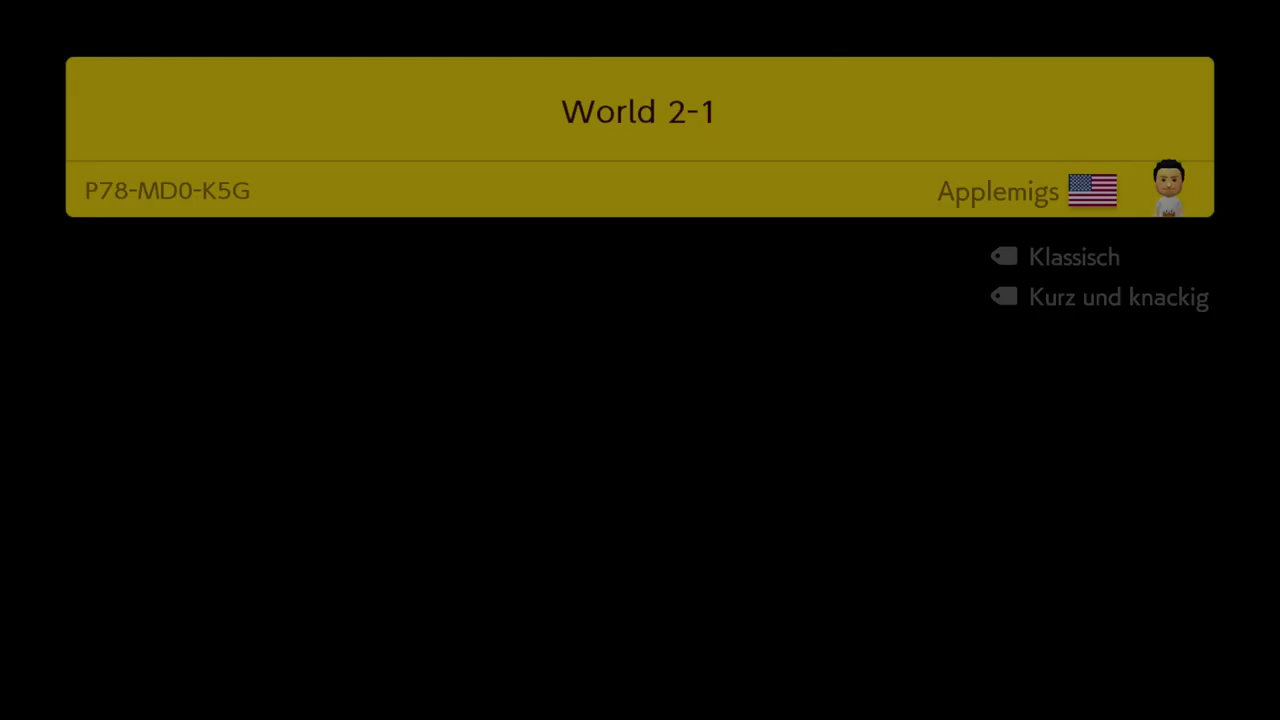 World 2-1
P78-MD0-K5G
Applemigs
Klassisch
Kurz und knackig